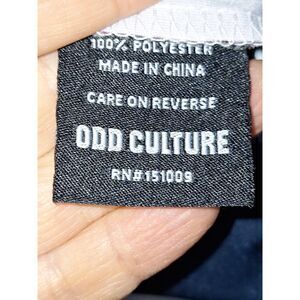 100% POLYESTER
MADE IN CHINA
CARE ON REVERSE
ODD CULTURE
RN#151009